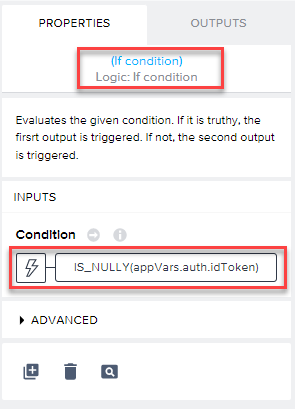 PROPERTIES
OUTPUTS
(If condition)
Logic: If condition
Evaluates the given condition. If it is truthy, the
firsrt output is triggered. If not, the second output
is triggered.
INPUTS
Condition
IS_NULLY(appVars.auth.idToken)
ADVANCED